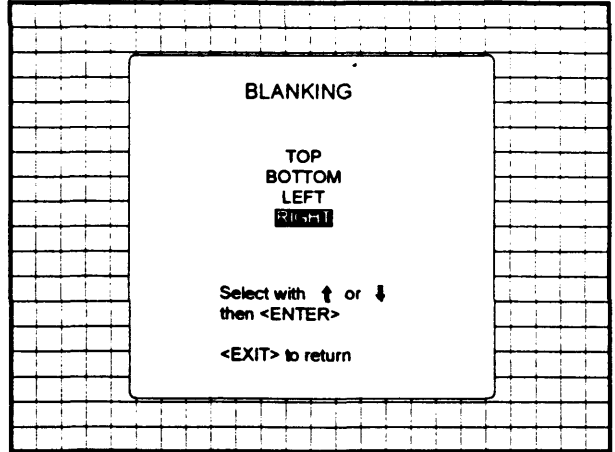 BLANKING
TOP
BOTTOM
LEFT
RIGHT
Select with ↑ or ↓
then <ENTER>
<EXIT> to return